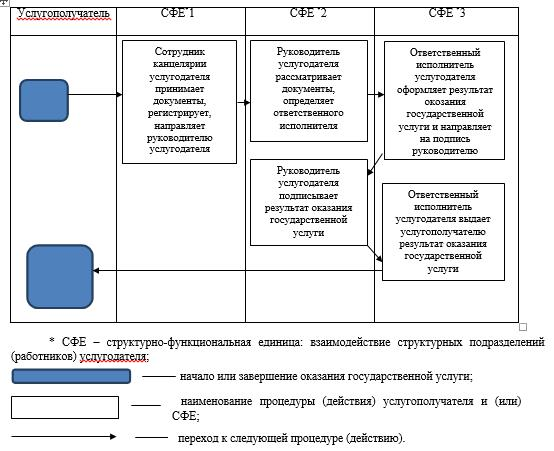 Услугополучатель
СФЕ*1
СФЕ*2
СФЕ*3
Сотрудник
канцелярии
услугодателя
принимает
документы,
регистрирует,
направляет
руководителю
услугодателя
Руководитель
услугодателя
рассматривает
документы,
определяет
ответственного
исполнителя
Ответственный
исполнитель
услугодателя
оформляет результат
оказания
государственной
услуги и направляет
на подпись
руководителю
Руководитель
услугодателя
подписывает
результат оказания
государственной
услуги
Ответственный
исполнитель
услугодателя выдает
услугополучателю
результат оказания
государственной
услуги
* СФЕ – структурно-функциональная единица: взаимодействие структурных подразделений
(работников) услугодателя;
начало или завершение оказания государственной услуги;
наименование процедуры (действия) услугополучателя и (или)
СФЕ;
переход к следующей процедуре (действию).